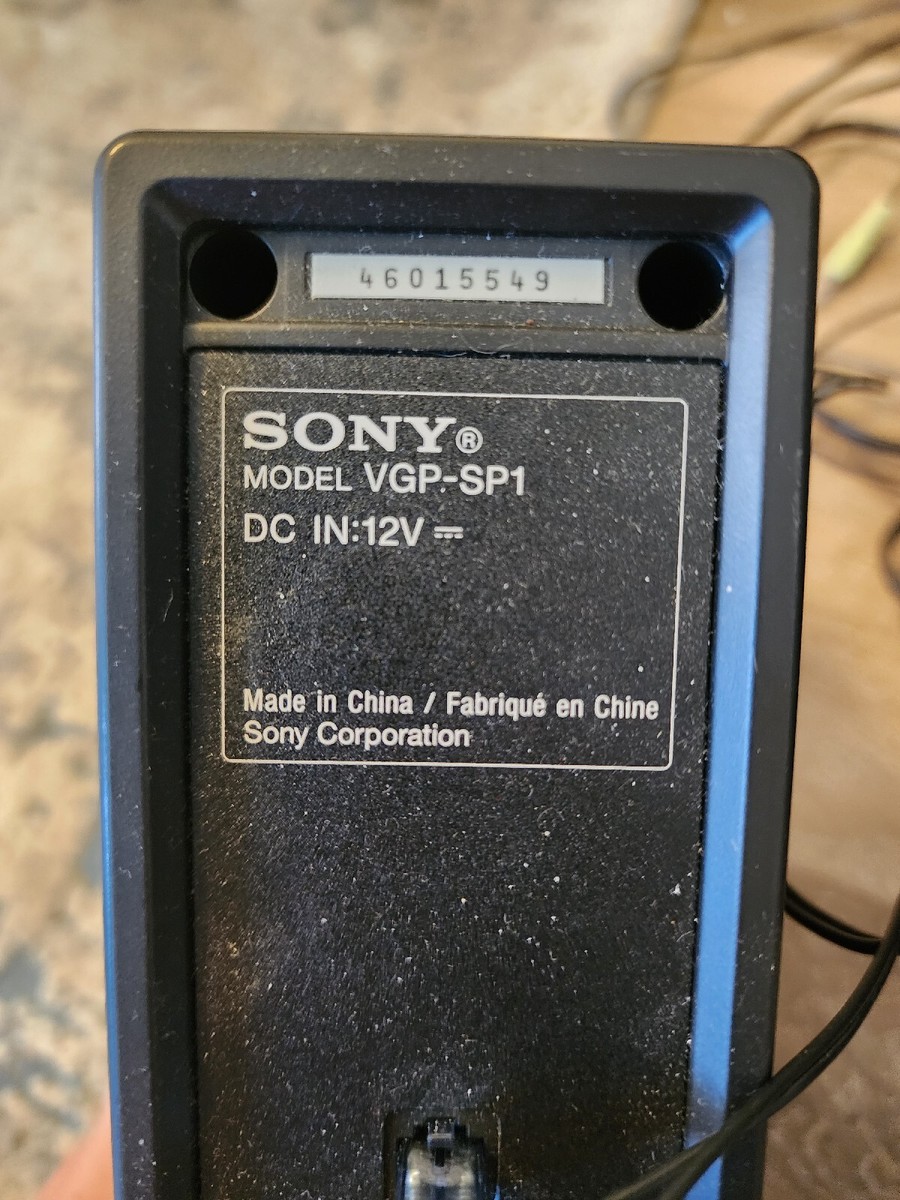 46015549
SONY®
MODEL VGP-SP1
DC IN:12V ⎓
Made in China / Fabriqué en Chine
Sony Corporation